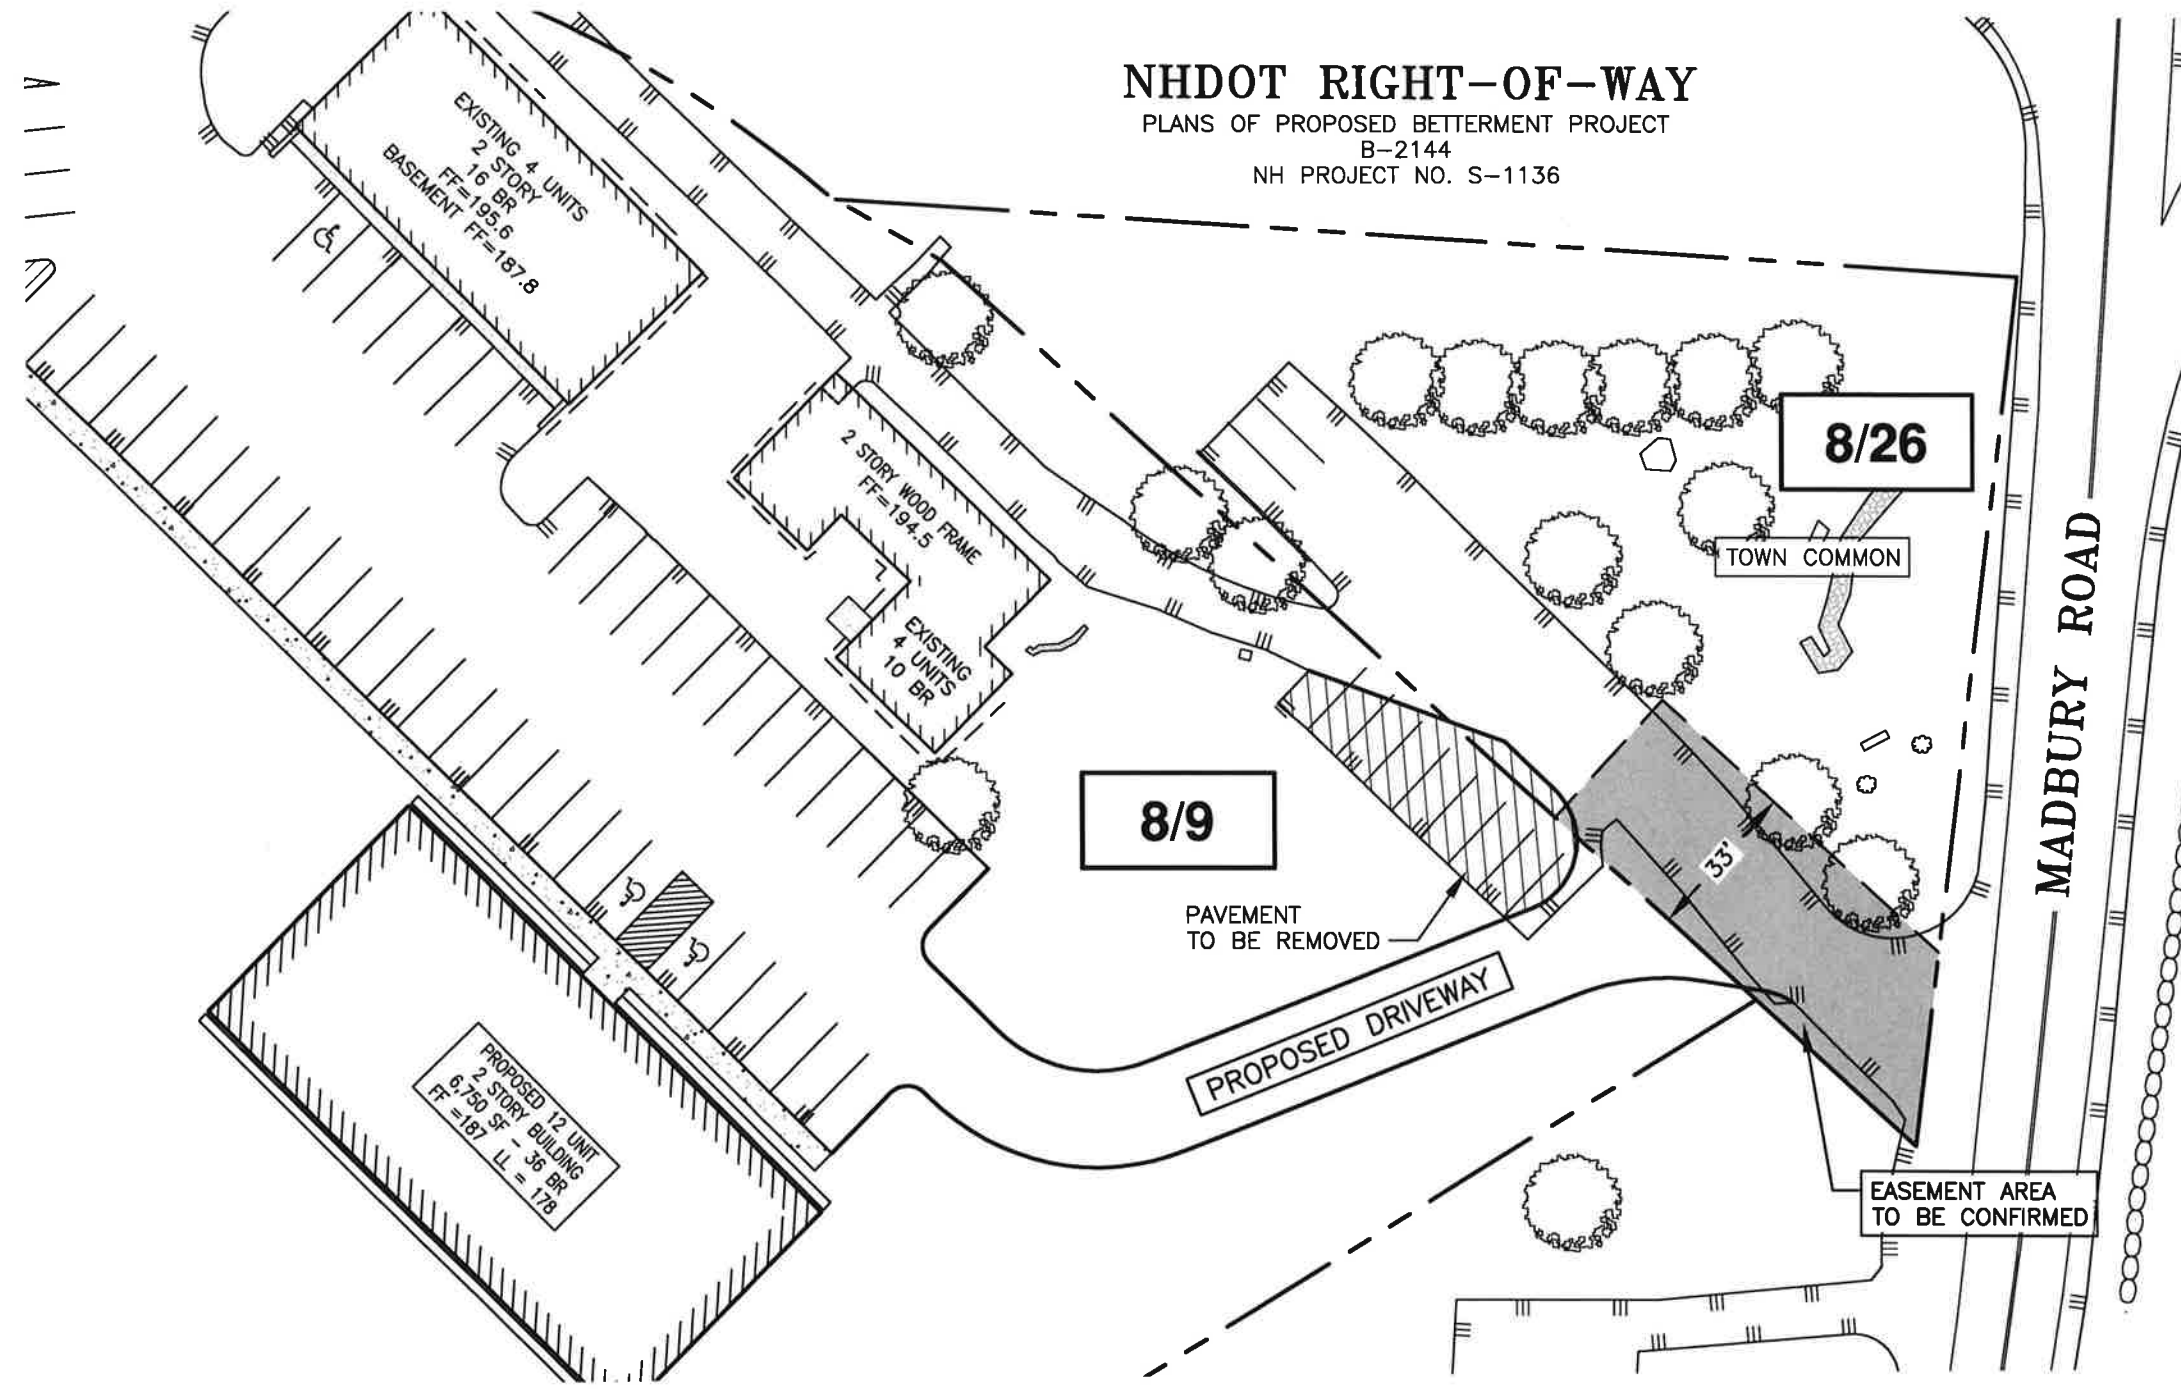 NHDOT RIGHT-OF-WAY
PLANS OF PROPOSED BETTERMENT PROJECT
B-2144
NH PROJECT NO. S-1136
EXISTING 4 UNITS
2 STORY
16 BR
FF=195.6
BASEMENT FF=187.8
2 STORY WOOD FRAME
FF=194.5
EXISTING
4 UNITS
10 BR
8/26
TOWN COMMON
MADBURY ROAD
8/9
33'
PAVEMENT
TO BE REMOVED
PROPOSED DRIVEWAY
PROPOSED 12 UNIT
2 STORY BUILDING
6,750 SF - 36 BR
FF =187 LL = 178
EASEMENT AREA
TO BE CONFIRMED